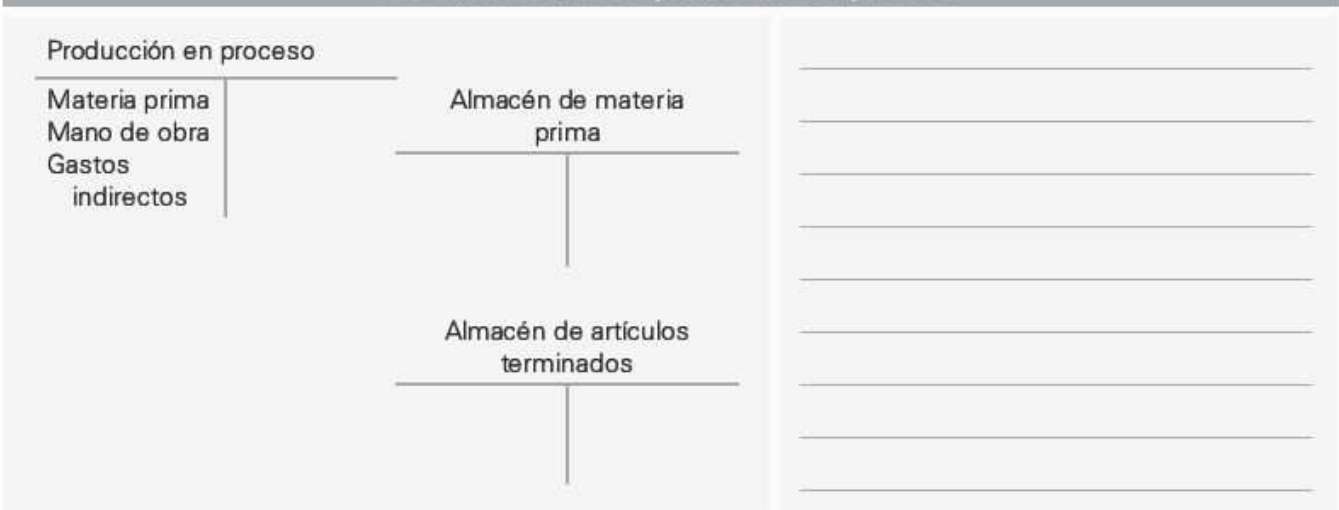 Producción en proceso
Materia prima
Mano de obra
Gastos
indirectos
Almacén de materia
prima
Almacén de artículos
terminados